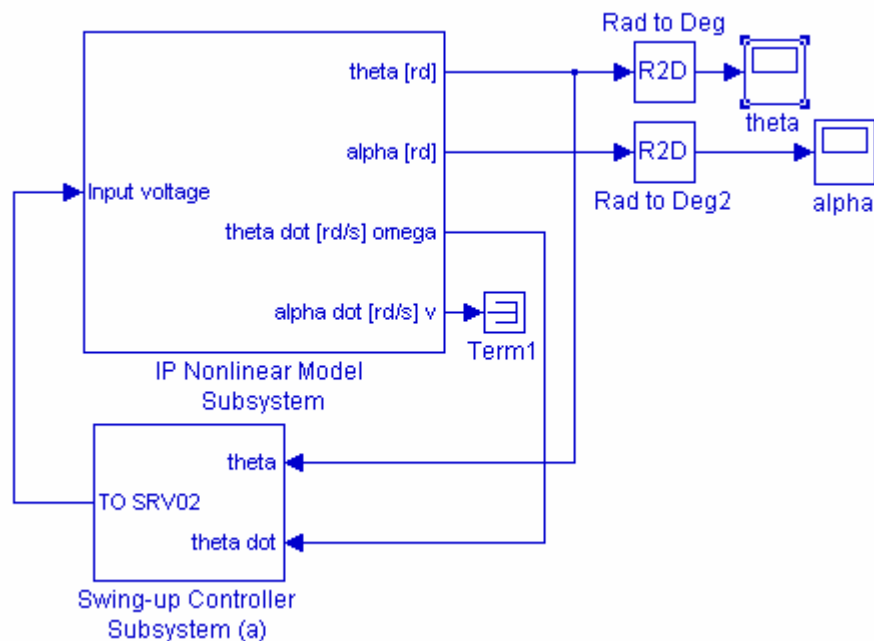 Rad to Deg
theta [rd]
R2D
theta
alpha [rd]
R2D
Rad to Deg2
alpha
Input voltage
theta dot [rd/s] omega
alpha dot [rd/s] v
Term1
IP Nonlinear Model
Subsystem
theta
TO SRV02
theta dot
Swing-up Controller
Subsystem (a)